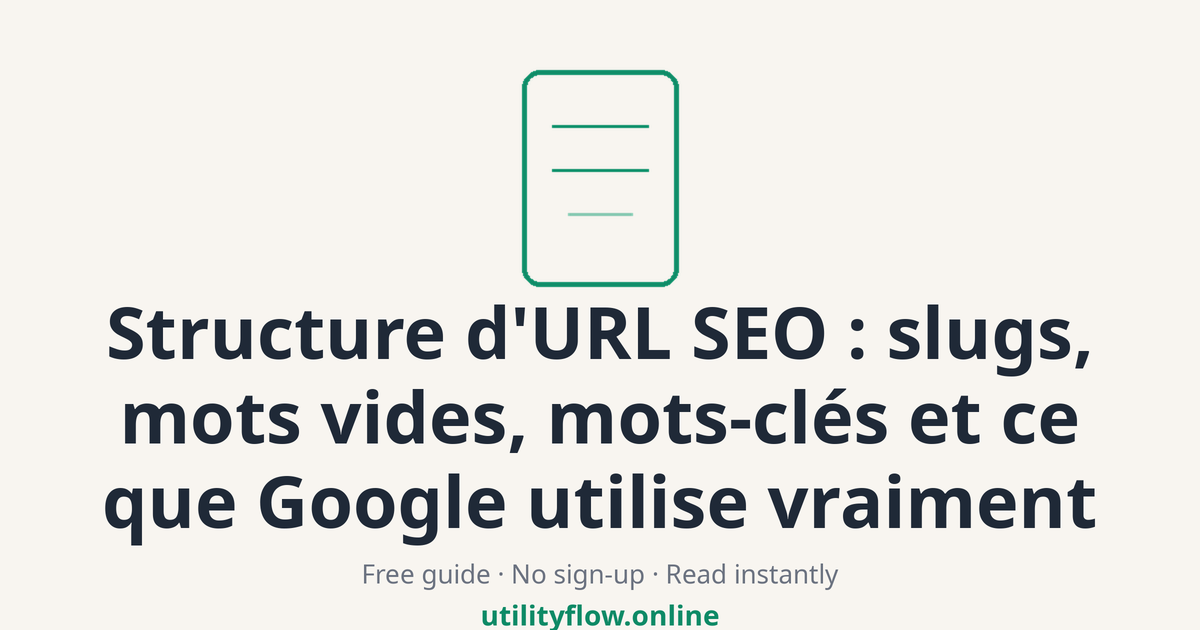 Structure d'URL SEO : slugs,
mots vides, mots-clés et ce
que Google utilise vraiment
Free guide · No sign-up · Read instantly
utilityflow.online